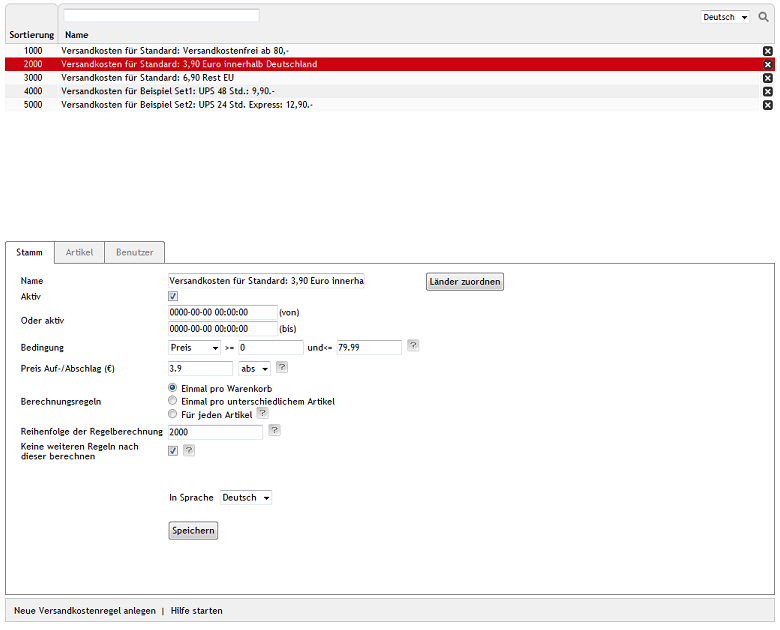 Deutsch
Sortierung Name
1000 Versandkosten für Standard: Versandkostenfrei ab 80,-
2000 Versandkosten für Standard: 3,90 Euro innerhalb Deutschland
3000 Versandkosten für Standard: 6,90 Rest EU
4000 Versandkosten für Beispiel Set1: UPS 48 Std.: 9,90.-
5000 Versandkosten für Beispiel Set2: UPS 24 Std. Express: 12,90.-
Stamm Artikel Benutzer
Name Versandkosten für Standard: 3,90 Euro innerha Länder zuordnen
Aktiv
Oder aktiv
0000-00-00 00:00:00 (von)
0000-00-00 00:00:00 (bis)
Bedingung Preis >= 0 und<= 79.99 ?
Preis Auf-/Abschlag (€) 3.9 abs ?
Berechnungsregeln
Einmal pro Warenkorb
Einmal pro unterschiedlichem Artikel
Für jeden Artikel ?
Reihenfolge der Regelberechnung 2000 ?
Keine weiteren Regeln nach
dieser berechnen ?
In Sprache Deutsch
Speichern
Neue Versandkostenregel anlegen | Hilfe starten